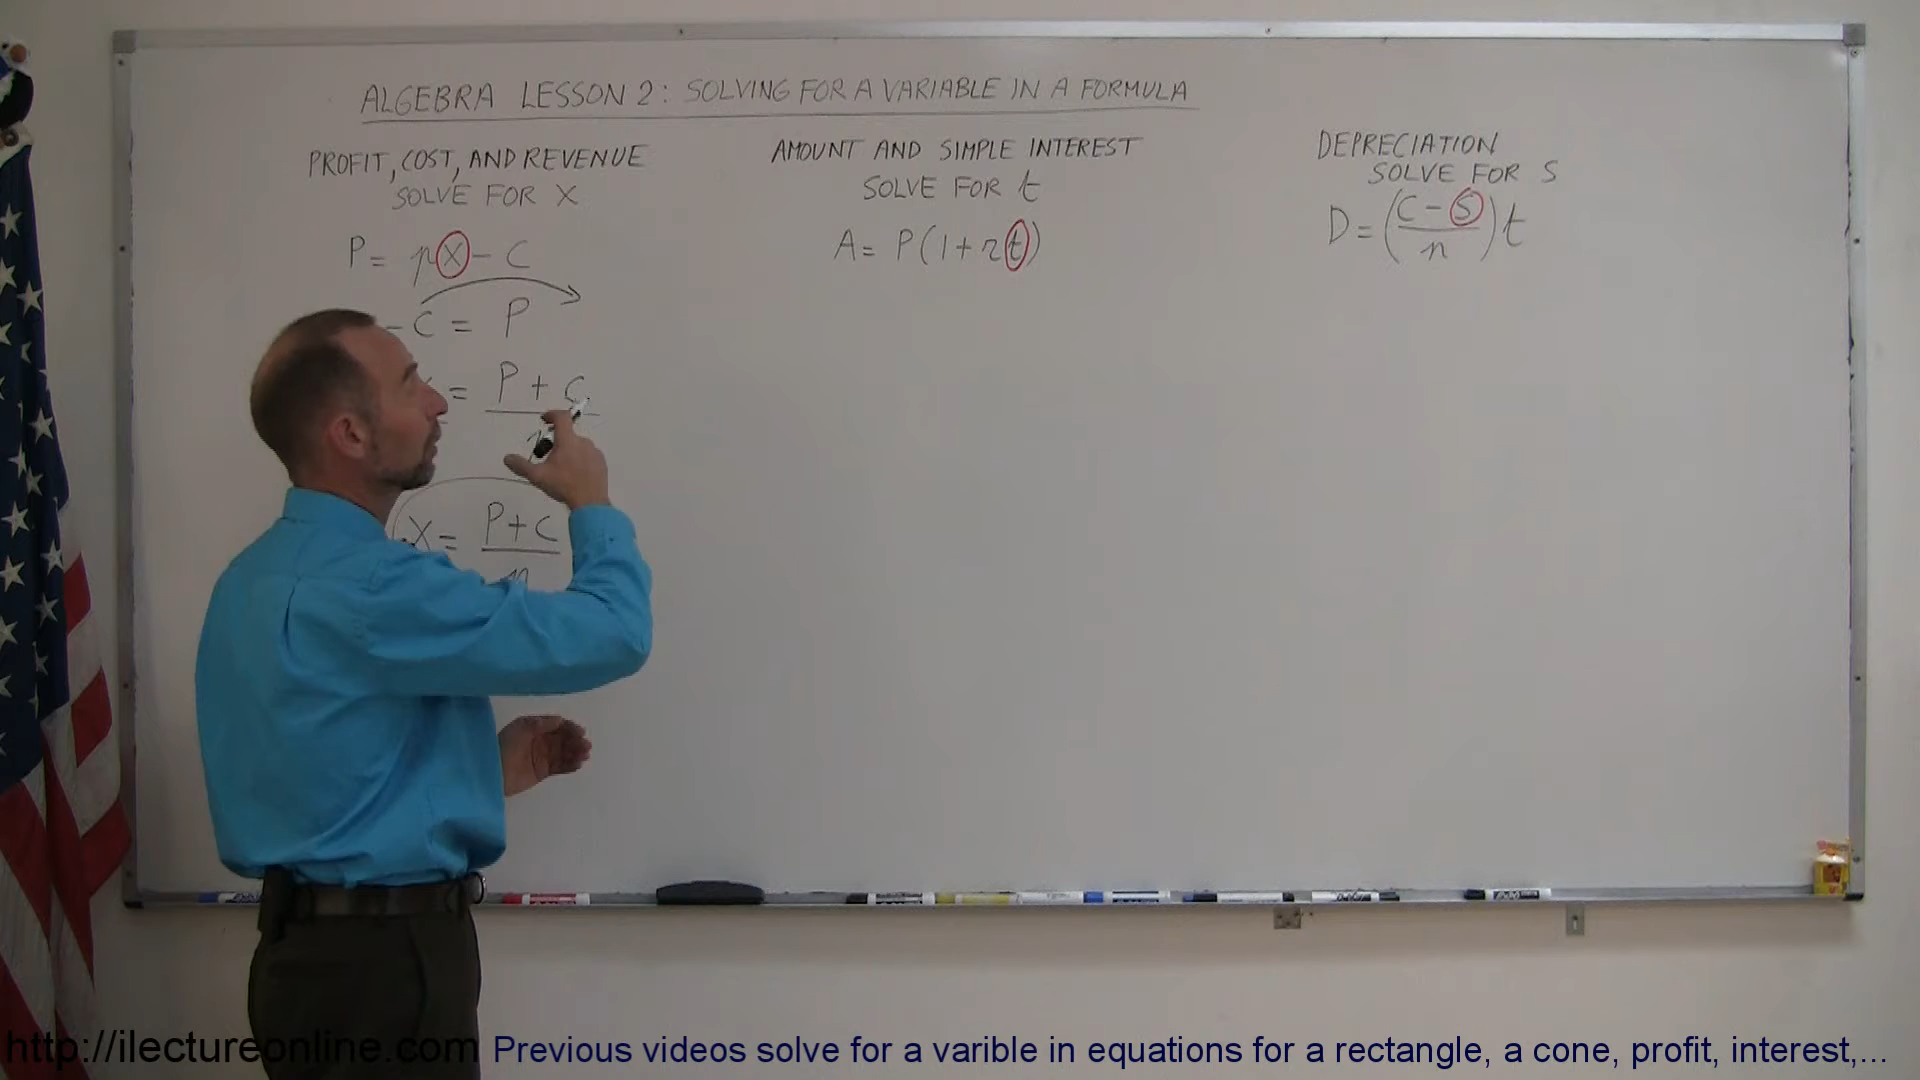 ALGEBRA LESSON 2: SOLVING FOR A VARIABLE IN A FORMULA
PROFIT, COST, AND REVENUE
SOLVE FOR X
P = px - C
- C = P
= P + C
X = P+C
AMOUNT AND SIMPLE INTEREST
SOLVE FOR t
A = P(1+rt)
DEPRECIATION
SOLVE FOR S
D = (C-S/n)t
http://ilectureonline.com Previous videos solve for a varible in equations for a rectangle, a cone, profit, interest,...